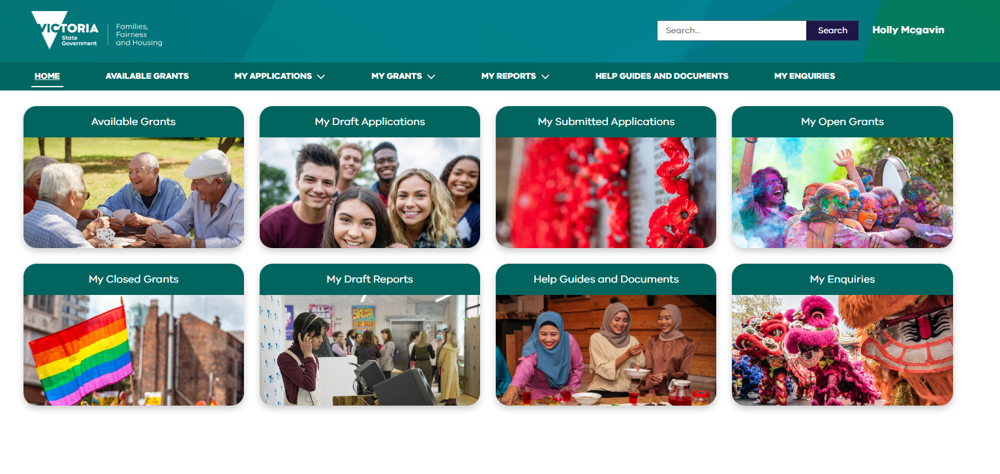 VICTORIA
State
Government
Families,
Fairness
and Housing
Search...
Search
Holly Mcgavin
HOME
AVAILABLE GRANTS
MY APPLICATIONS
MY GRANTS
MY REPORTS
HELP GUIDES AND DOCUMENTS
MY ENQUIRIES
Available Grants
My Draft Applications
My Submitted Applications
My Open Grants
My Closed Grants
My Draft Reports
Help Guides and Documents
My Enquiries